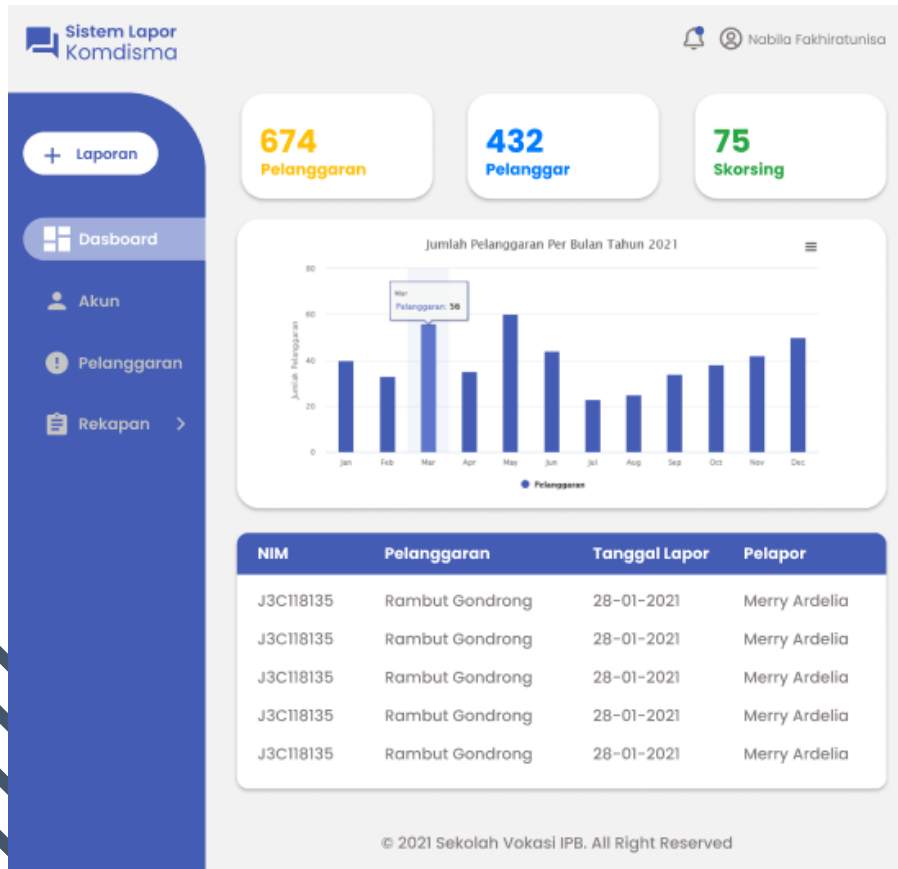 Sistem Lapor
Komdisma
Nabila Fakhiratunisa
+ Laporan
Dasboard
Akun
Pelanggaran
Rekapan
674
Pelanggaran
432
Pelanggar
75
Skorsing
Jumlah Pelanggaran Per Bulan Tahun 2021
80
60
40
20
0
Jumlah Pelanggaran
Mar
Pelanggaran: 56
Jan Feb Mar Apr May Jun Jul Aug Sep Oct Nov Dec
Pelanggaran
NIM Pelanggaran Tanggal Lapor Pelapor
J3C118135 Rambut Gondrong 28-01-2021 Merry Ardelia
J3C118135 Rambut Gondrong 28-01-2021 Merry Ardelia
J3C118135 Rambut Gondrong 28-01-2021 Merry Ardelia
J3C118135 Rambut Gondrong 28-01-2021 Merry Ardelia
J3C118135 Rambut Gondrong 28-01-2021 Merry Ardelia
© 2021 Sekolah Vokasi IPB. All Right Reserved